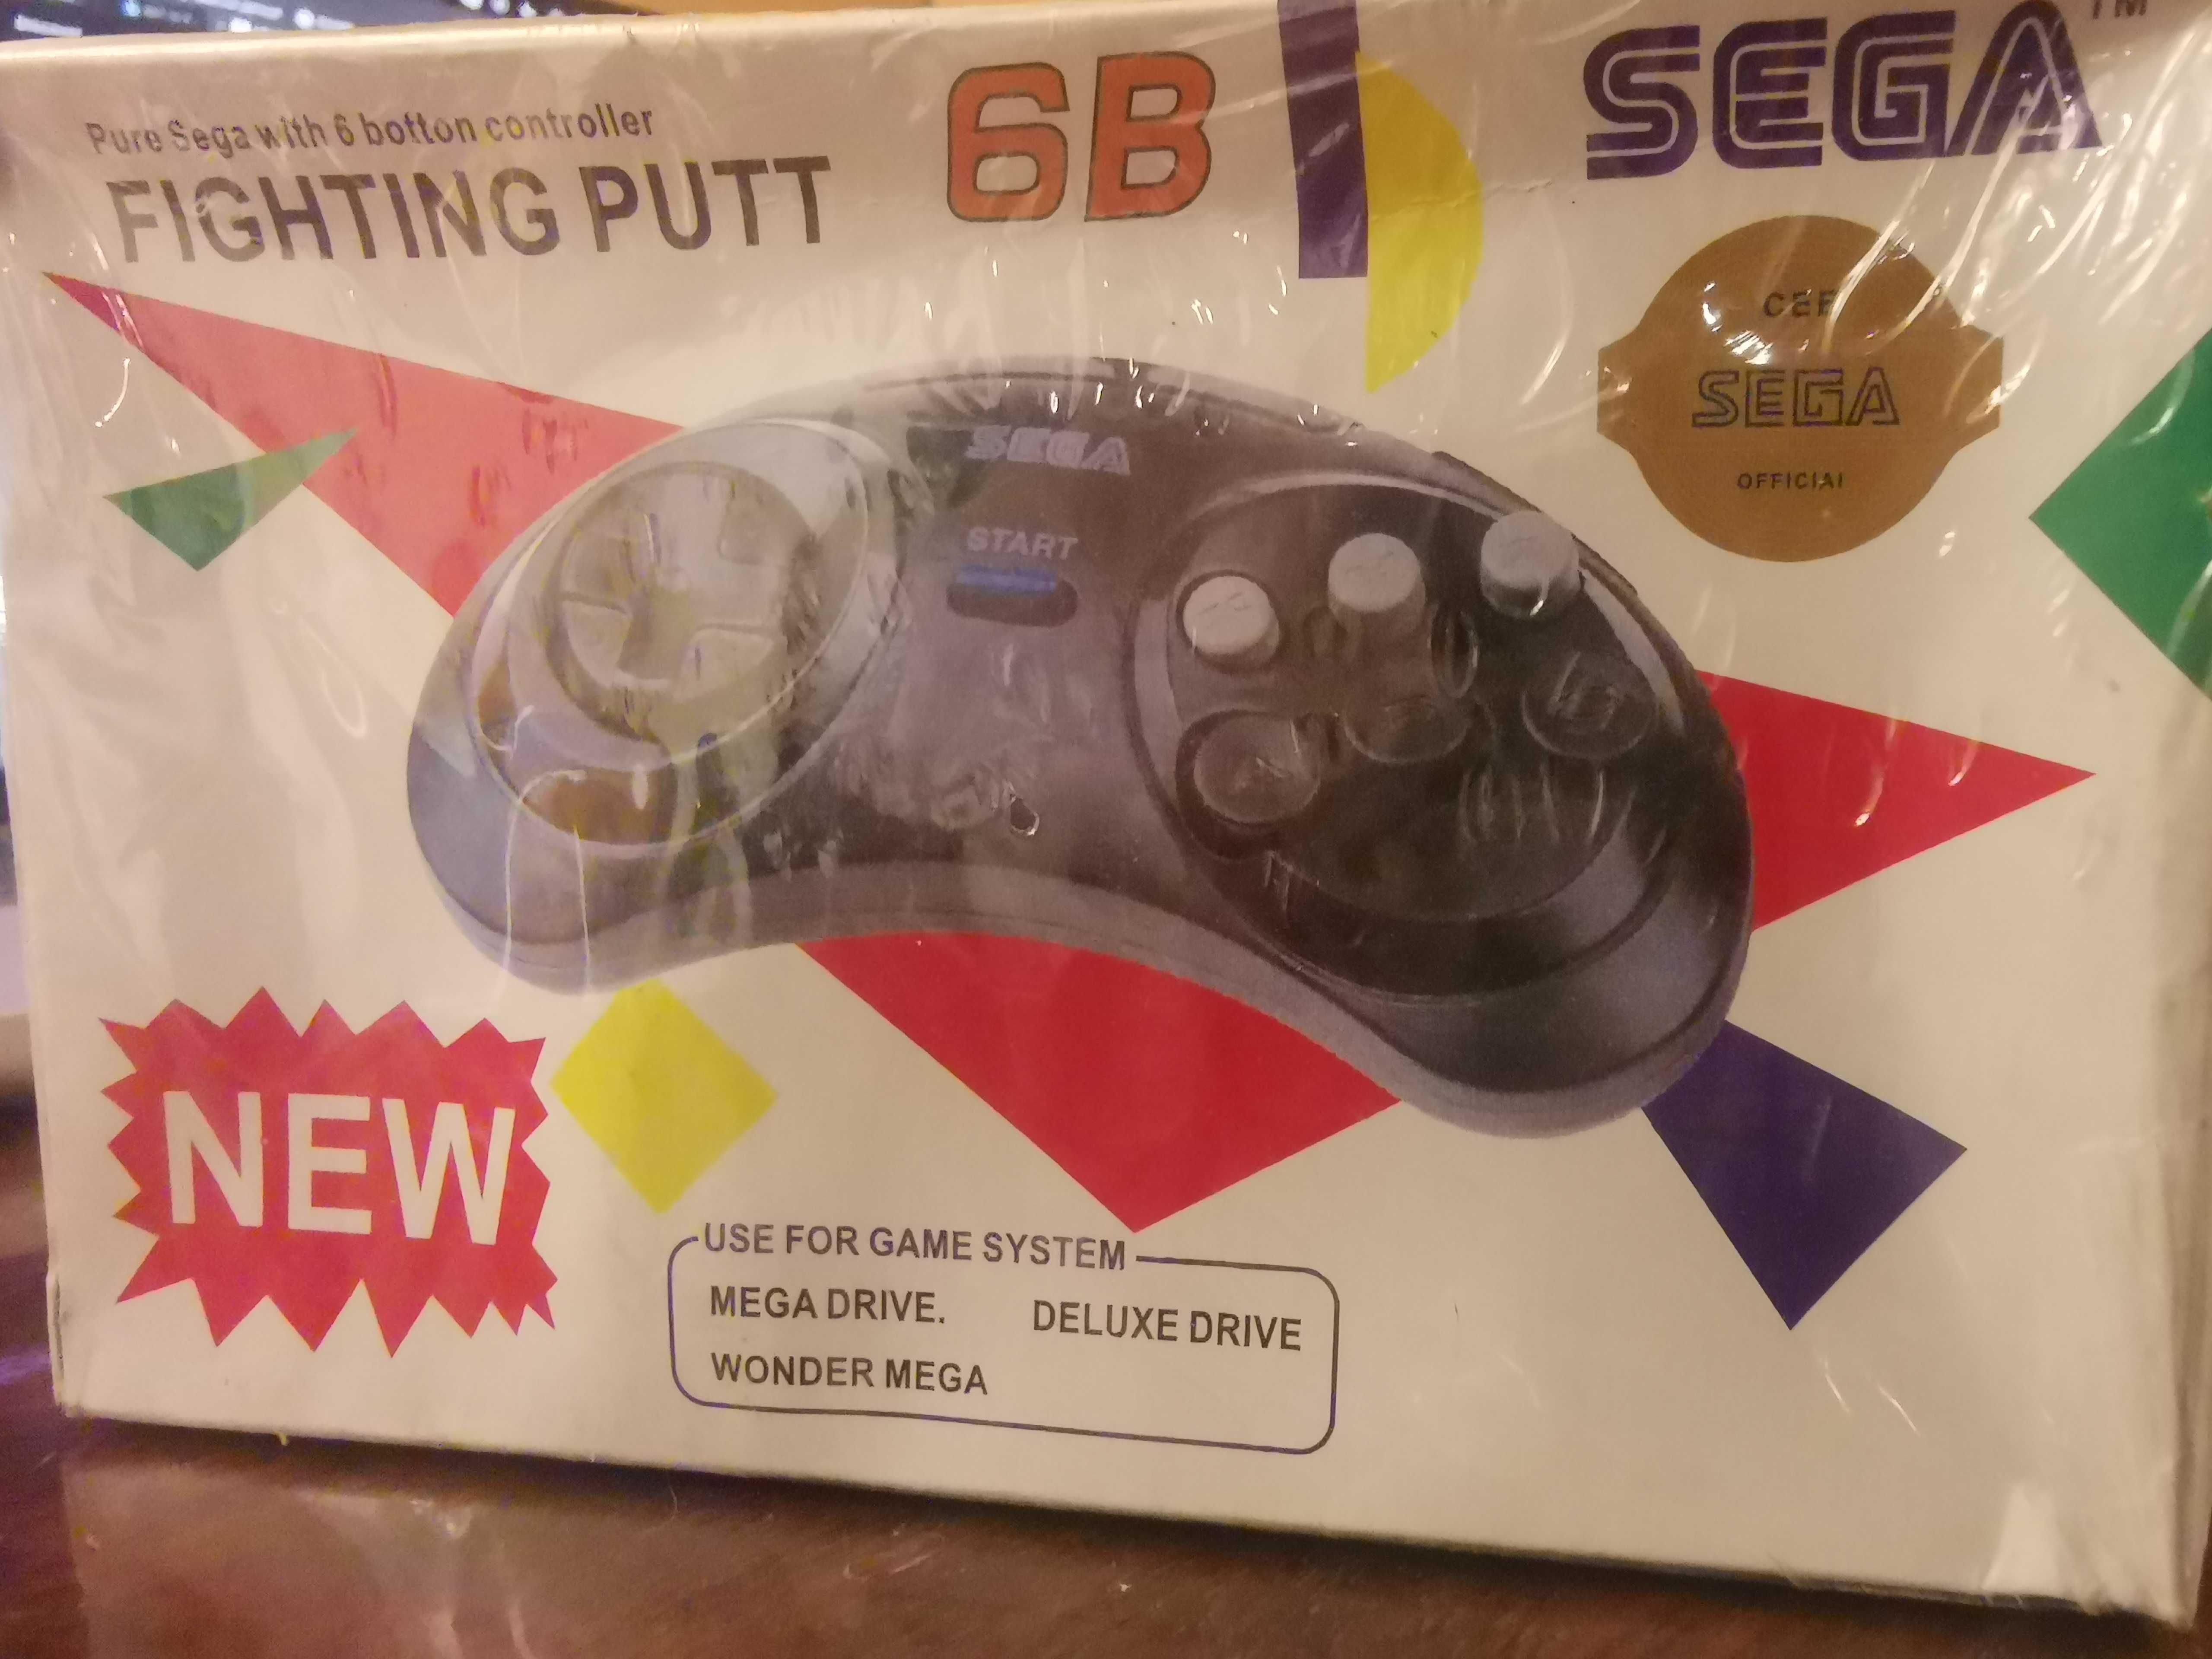 Pure Sega with 6 botton controller
FIGHTING PUTT
6B
SEGA
TM
SEGA
OFFICIAl
SEGA
START
NEW
USE FOR GAME SYSTEM
MEGA DRIVE. DELUXE DRIVE
WONDER MEGA